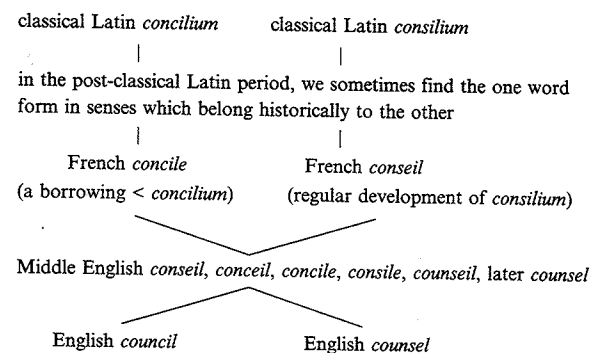 classical Latin concilium classical Latin consilium
in the post-classical Latin period, we sometimes find the one word
form in senses which belong historically to the other
French concile French conseil
(a borrowing < concilium) (regular development of consilium)
Middle English conseil, conceil, concile, consile, counseil, later counsel
English council English counsel